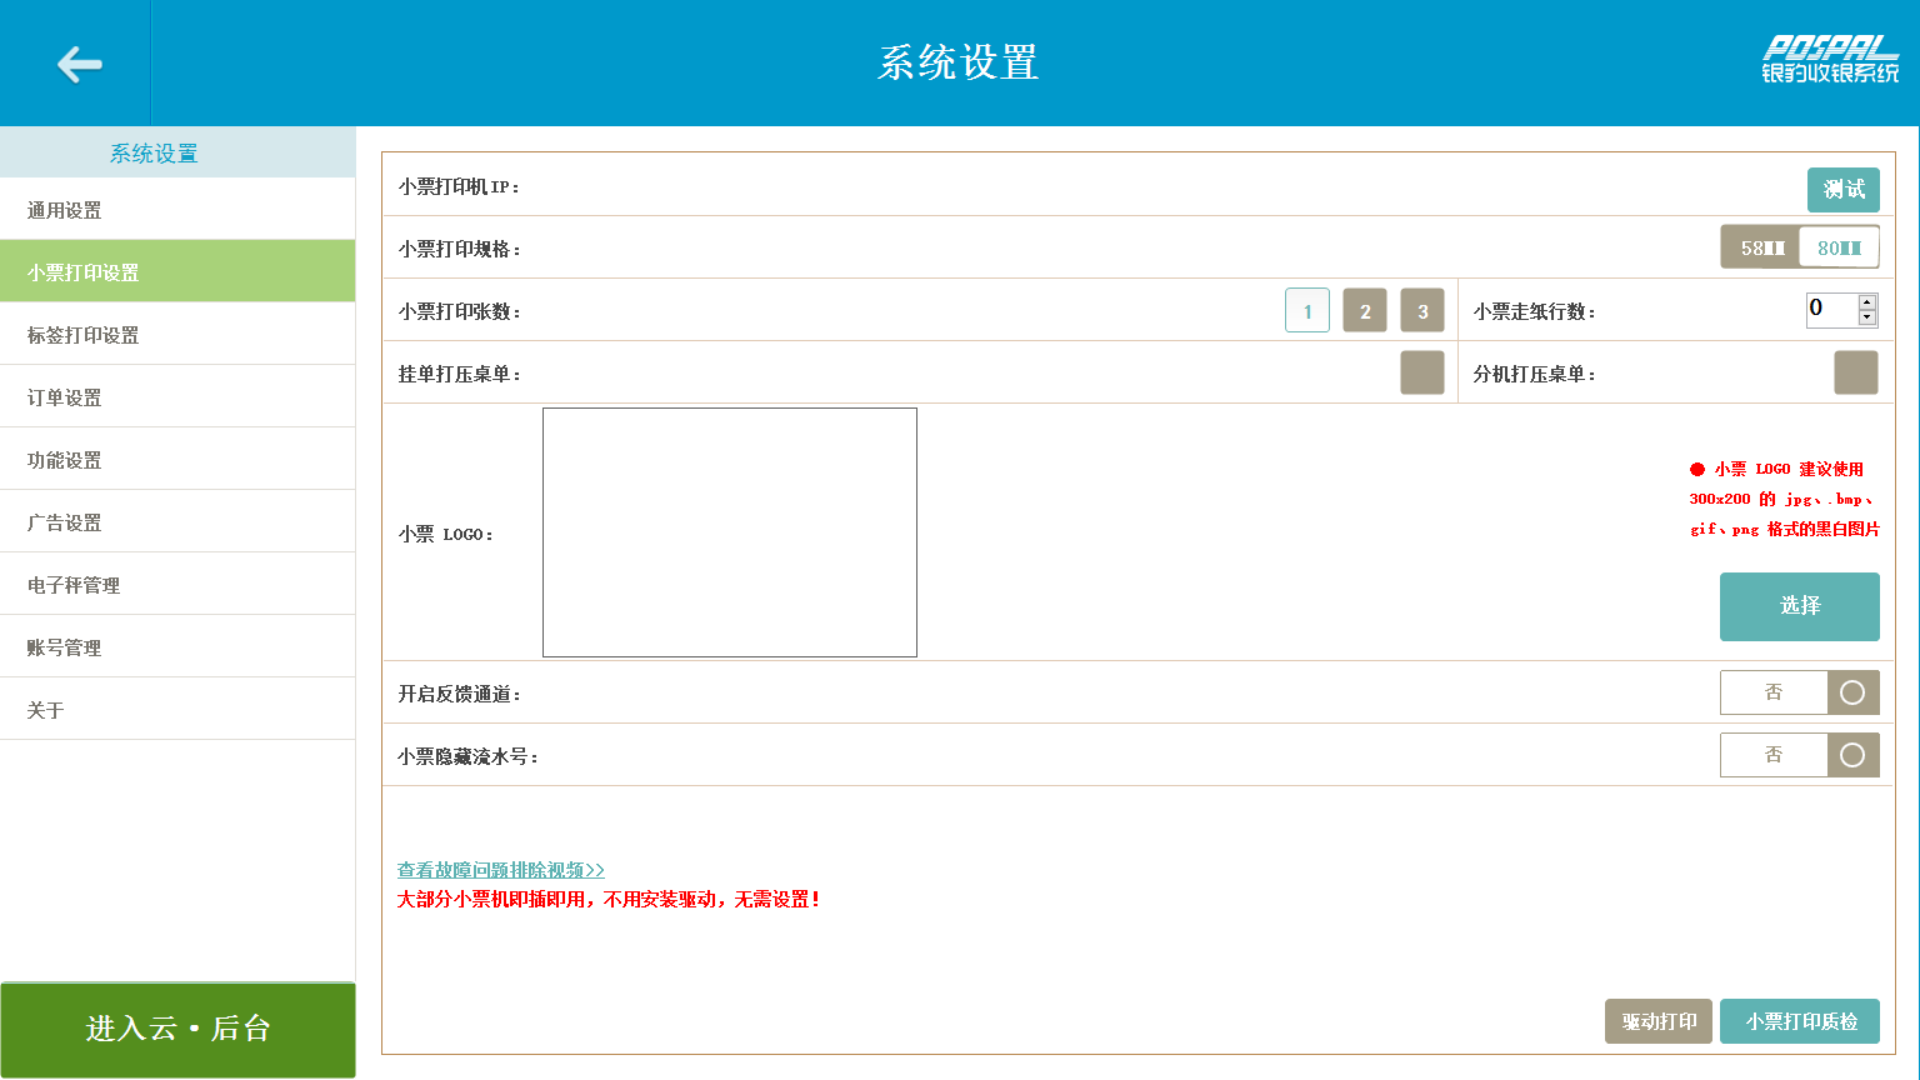 系统设置
POSPAL
银豹收银系统
系统设置
通用设置
小票打印设置
标签打印设置
订单设置
功能设置
广告设置
电子秤管理
账号管理
关于
进入云·后台
小票打印机IP：
测试
小票打印规格：
58
80
小票打印张数：
1 2 3
小票走纸行数：
0
挂单打压桌单：
分机打压桌单：
小票 LOGO：
● 小票 LOGO 建议使用
300x200 的 jpg、.bmp、
gif、png 格式的黑白图片
选择
开启反馈通道：
否
小票隐藏流水号：
否
查看故障问题排除视频>>
大部分小票机即插即用，不用安装驱动，无需设置！
驱动打印
小票打印质检